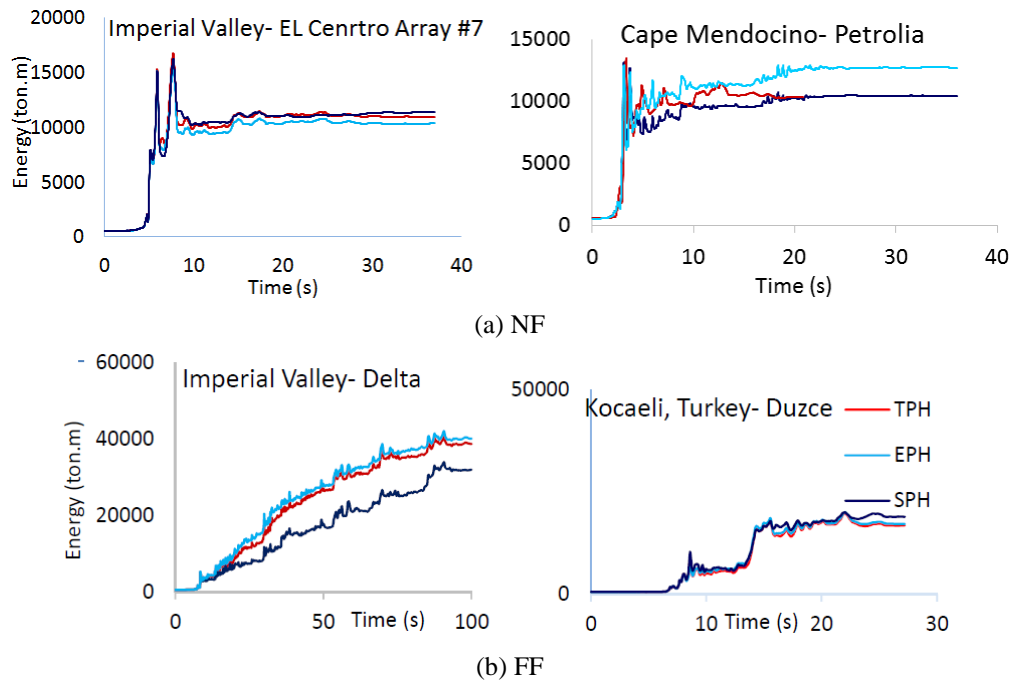 Imperial Valley- EL Cenrtro Array #7
Energy (ton.m)
20000
15000
10000
5000
0
0 10 20 30 40
Time (s)
Cape Mendocino- Petrolia
15000
10000
5000
0
0 10 20 30 40
Time (s)
(a) NF
Imperial Valley- Delta
Energy (ton.m)
60000
40000
20000
0
0 50 100
Time (s)
Kocaeli, Turkey- Duzce
50000
0
TPH
EPH
SPH
0 10 20 30
Time (s)
(b) FF